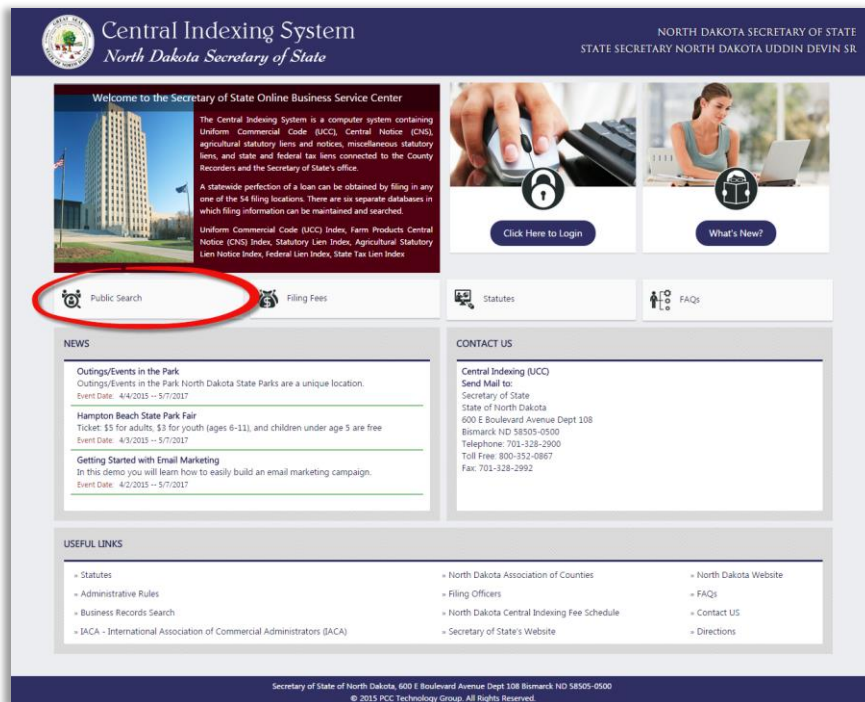 Central Indexing System
North Dakota Secretary of State
NORTH DAKOTA SECRETARY OF STATE
STATE SECRETARY NORTH DAKOTA UDDIN DEVIN SR
Welcome to the Secretary of State Online Business Service Center
The Central Indexing System is a computer system containing
Uniform Commercial Code (UCC), Central Notice (CNS),
agricultural statutory liens and notices, miscellaneous statutory
liens, and state and federal tax liens connected to the County
Recorders and the Secretary of State's office.
A statewide perfection of a loan can be obtained by filing in any
one of the 54 filing locations. There are six separate databases in
which filing information can be maintained and searched.
Uniform Commercial Code (UCC) Index, Farm Products Central
Notice (CNS) Index, Statutory Lien Index, Agricultural Statutory
Lien Notice Index, Federal Lien Index, State Tax Lien Index
Click Here to Login
What's New?
Public Search
Filing Fees
Statutes
FAQs
NEWS
Outings/Events in the Park
Outings/Events in the Park North Dakota State Parks are a unique location.
Event Date: 4/4/2015 -- 5/7/2017
Hampton Beach State Park Fair
Ticket: $5 for adults, $3 for youth (ages 6-11), and children under age 5 are free
Event Date: 4/3/2015 -- 5/7/2017
Getting Started with Email Marketing
In this demo you will learn how to easily build an email marketing campaign.
Event Date: 4/2/2015 -- 5/7/2017
CONTACT US
Central Indexing (UCC)
Send Mail to:
Secretary of State
State of North Dakota
600 E Boulevard Avenue Dept 108
Bismarck ND 58505-0500
Telephone: 701-328-2900
Toll Free: 800-352-0867
Fax: 701-328-2992
USEFUL LINKS
» Statutes
» Administrative Rules
» Business Records Search
» IACA - International Association of Commercial Administrators (IACA)
» North Dakota Association of Counties
» Filing Officers
» North Dakota Central Indexing Fee Schedule
» Secretary of State's Website
» North Dakota Website
» FAQs
» Contact US
» Directions
Secretary of State of North Dakota, 600 E Boulevard Avenue Dept 108 Bismarck ND 58505-0500
© 2015 PCC Technology Group. All Rights Reserved.